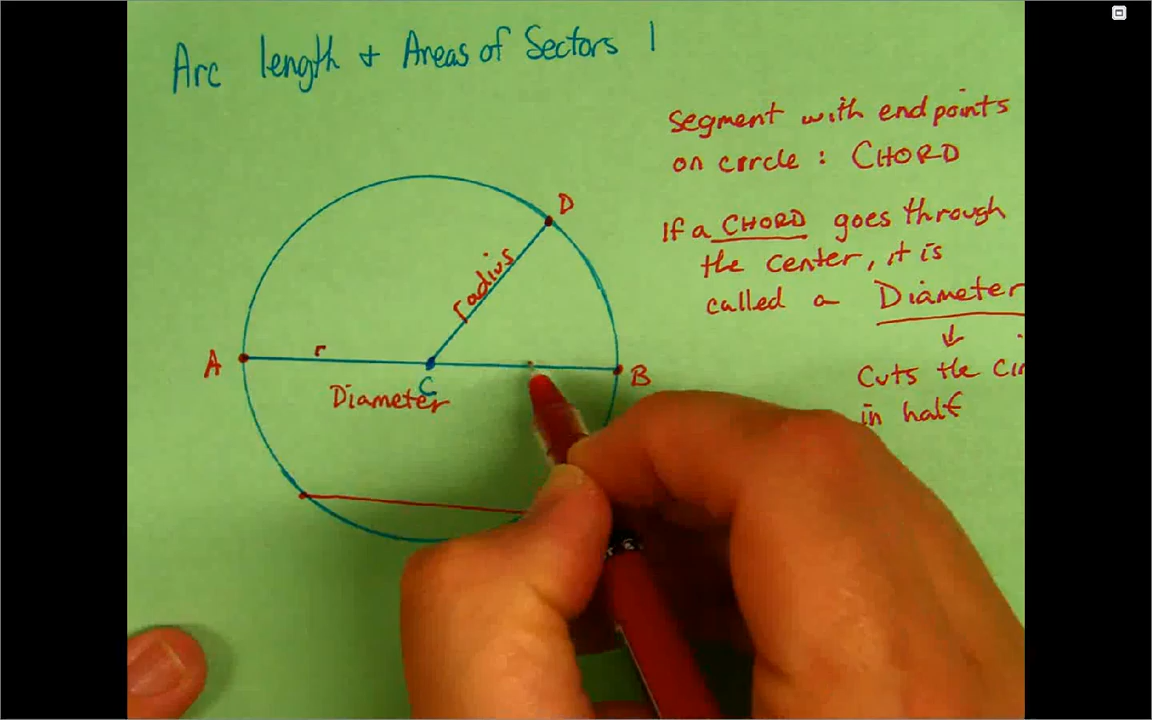 Arc length + Areas of Sectors 1
segment with endpoints
on circle : CHORD
If a CHORD goes through
the center, it is
called a Diameter
Cuts the
in half
D
radius
A
r
C
B
Diameter